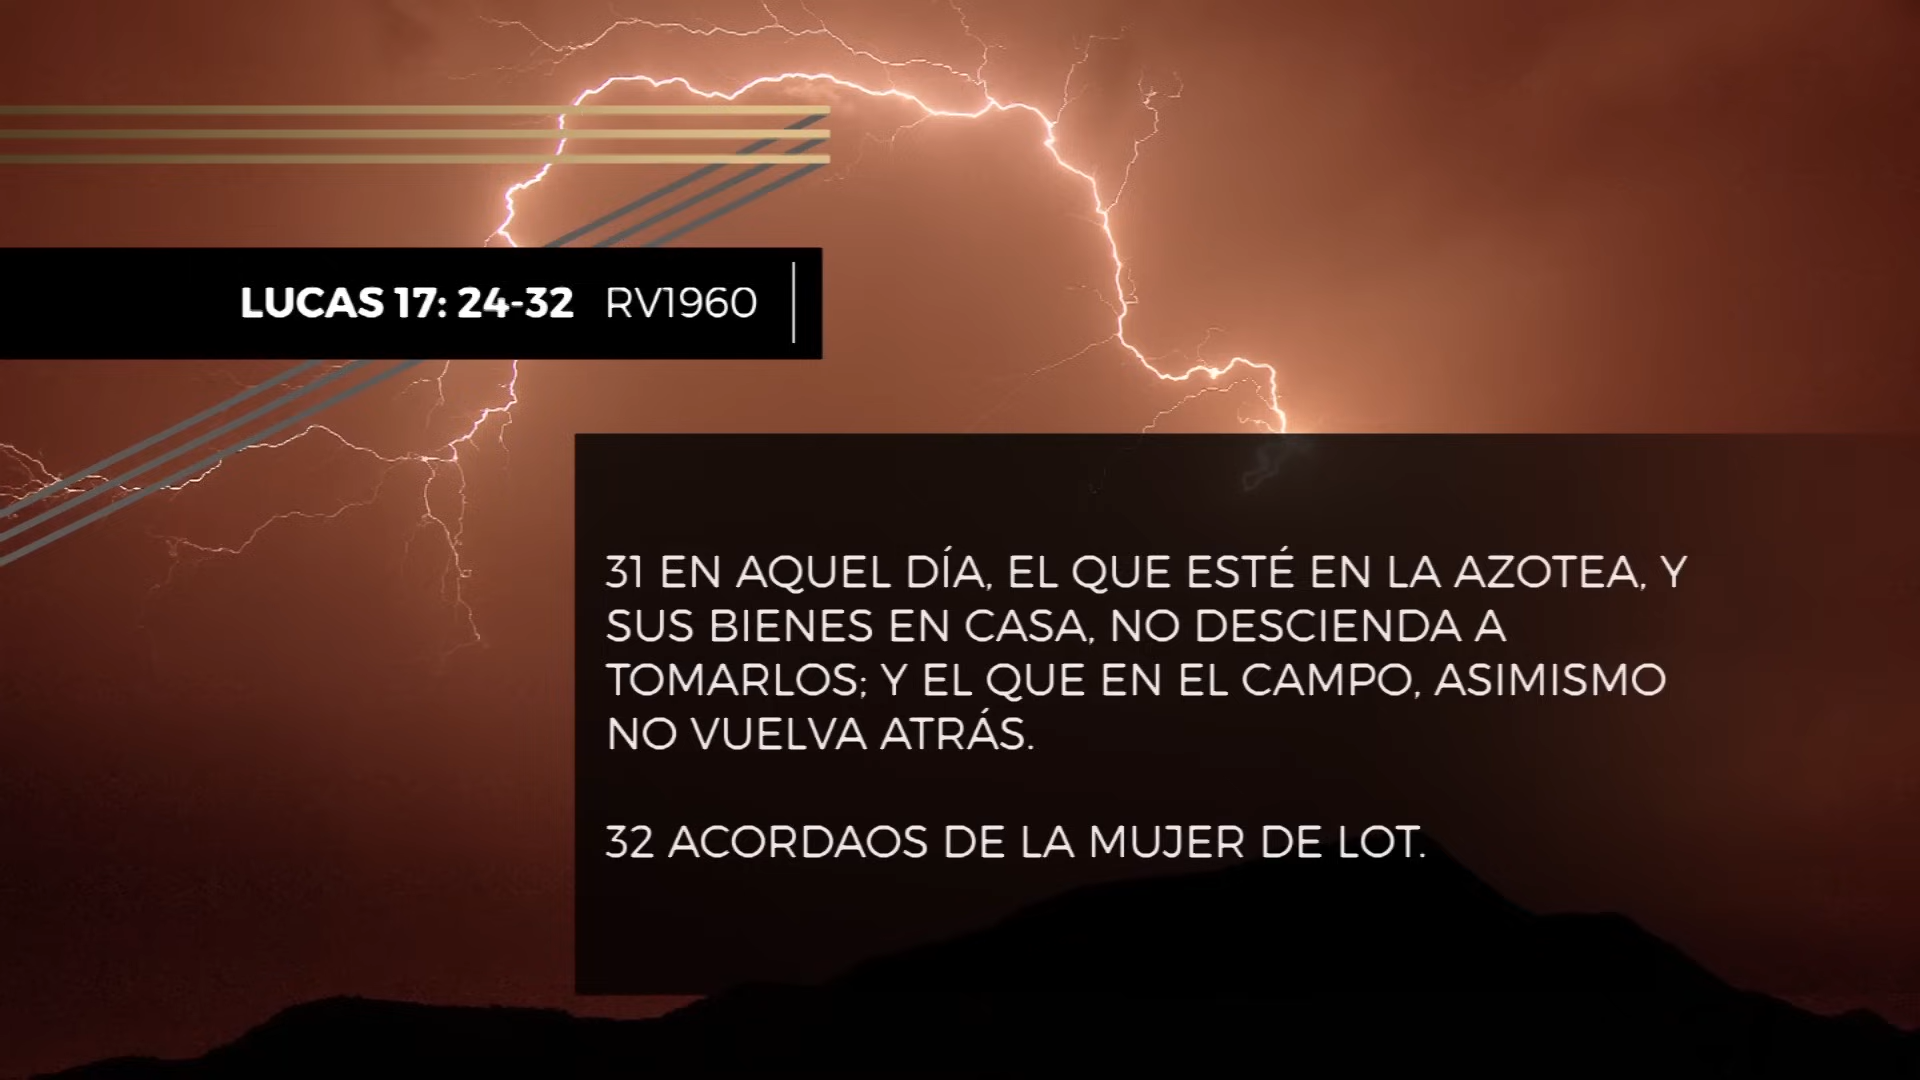 LUCAS 17: 24-32 RV1960
31 EN AQUEL DÍA, EL QUE ESTÉ EN LA AZOTEA, Y
SUS BIENES EN CASA, NO DESCIENDA A
TOMARLOS; Y EL QUE EN EL CAMPO, ASIMISMO
NO VUELVA ATRÁS.
32 ACORDAOS DE LA MUJER DE LOT.